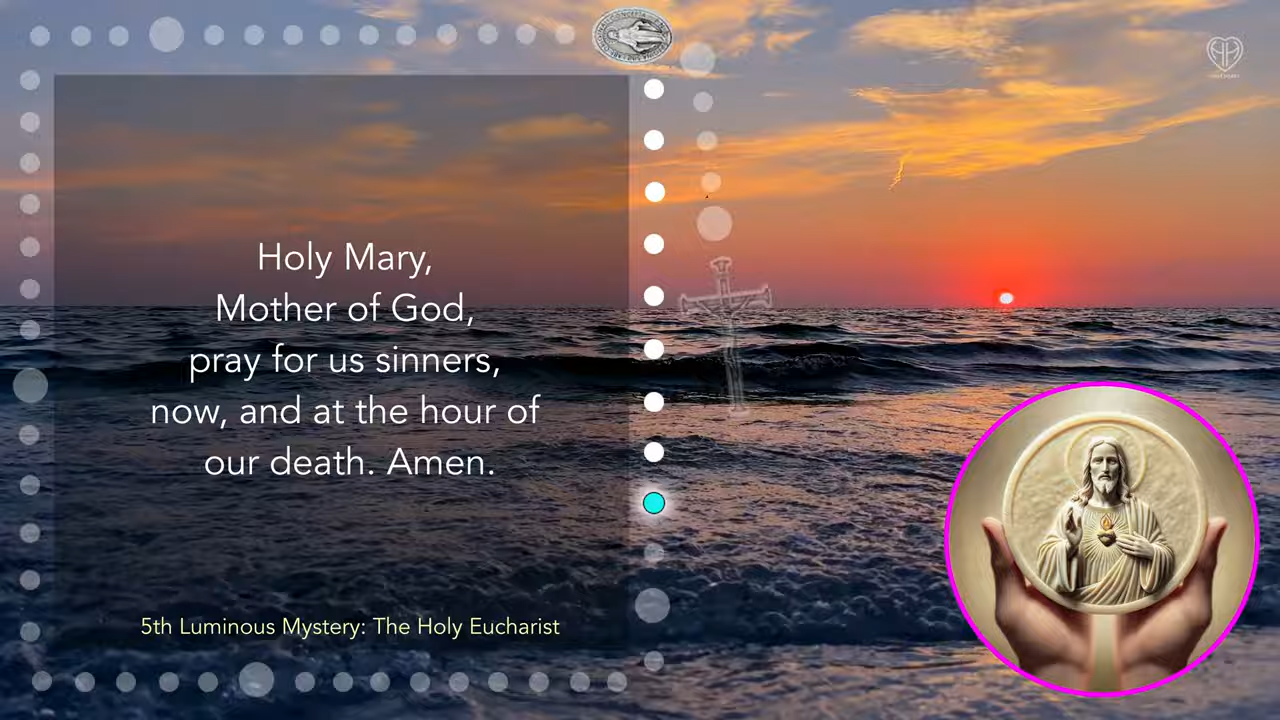 Holy Mary,
Mother of God,
pray for us sinners,
now, and at the hour of
our death. Amen.
5th Luminous Mystery: The Holy Eucharist